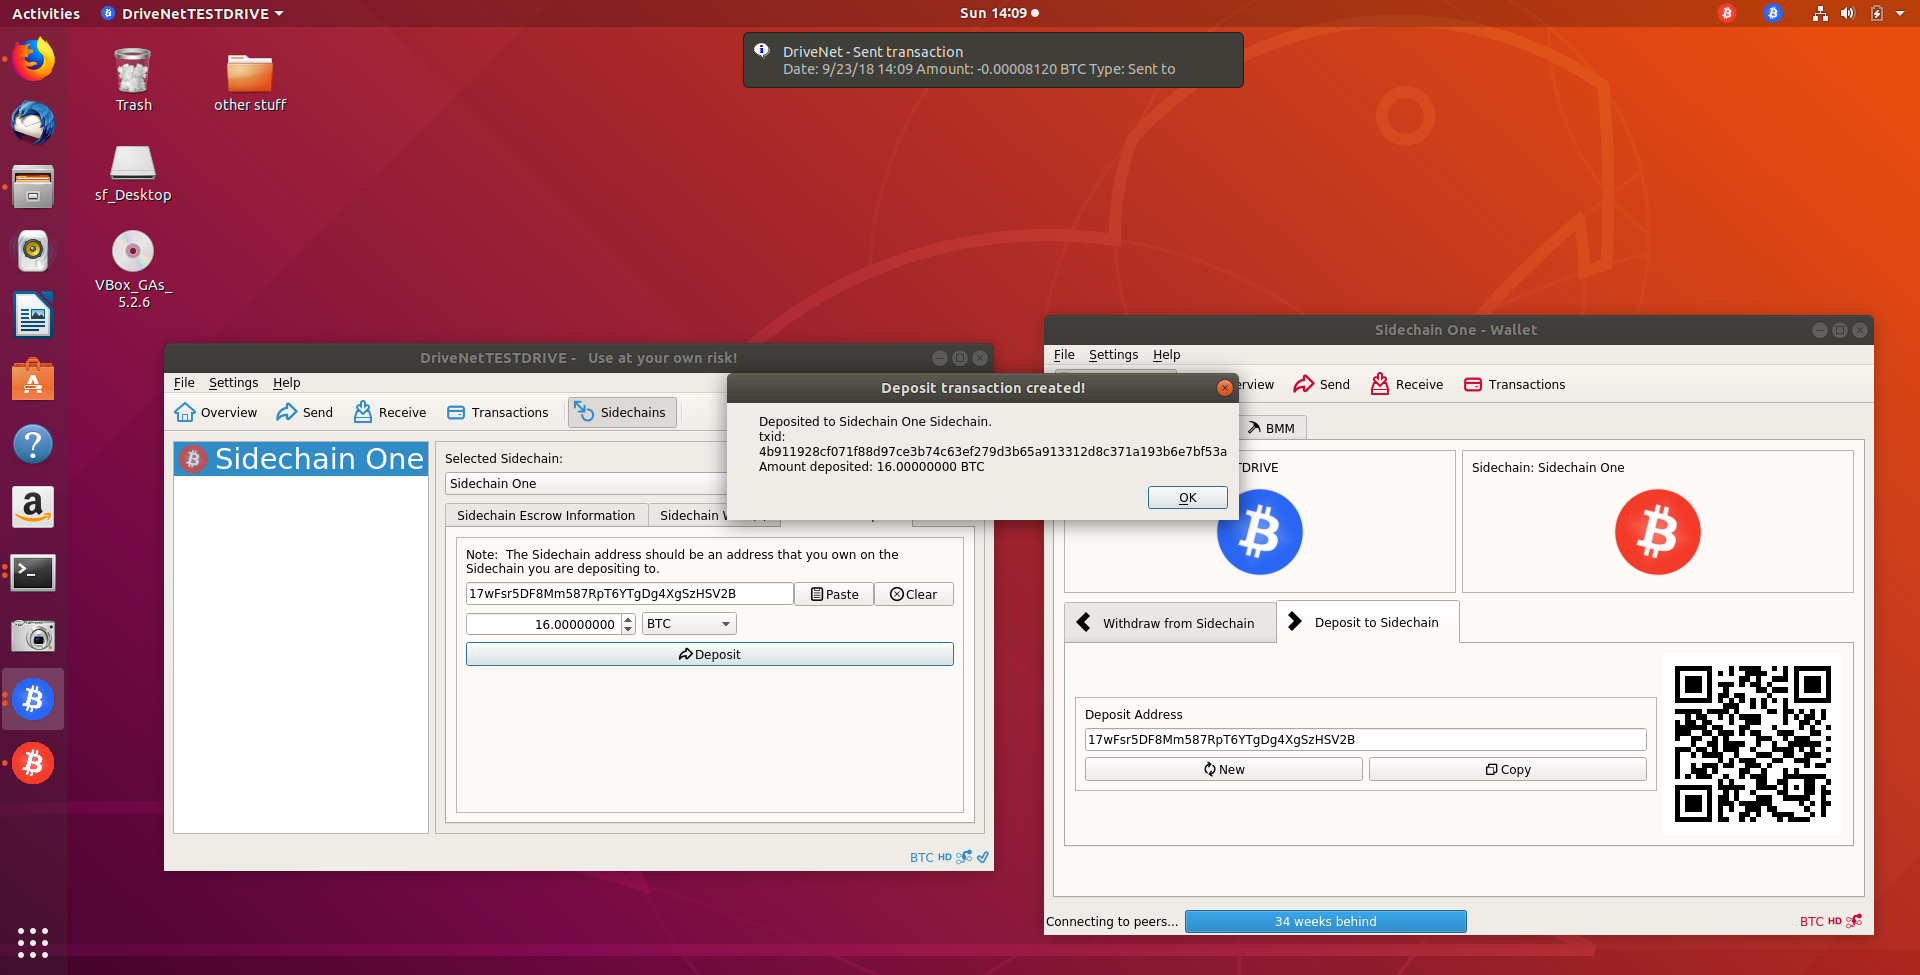 Activities
DriveNetTESTDRIVE
Sun 14:09
DriveNet - Sent transaction
Date: 9/23/18 14:09 Amount: -0.00008120 BTC Type: Sent to
Trash
other stuff
sf_Desktop
VBox_GAs_
5.2.6
DriveNetTESTDRIVE - Use at your own risk!
File Settings Help
Overview Send Receive Transactions Sidechains
Sidechain One
Selected Sidechain:
Sidechain One
Sidechain Escrow Information
Sidechain
Note: The Sidechain address should be an address that you own on the
Sidechain you are depositing to.
17wFsr5DF8Mm587RpT6YTgDg4XgSzHSV2B
Paste
Clear
16.00000000
BTC
Deposit
BTC HD
Deposit transaction created!
Deposited to Sidechain One Sidechain.
txid:
4b911928cf071f88d97ce3b74c63ef279d3b65a913312d8c371a193b6e7bf53a
Amount deposited: 16.00000000 BTC
OK
Sidechain One - Wallet
File Settings Help
erview Send Receive Transactions
BMM
TDRIVE
Sidechain: Sidechain One
Withdraw from Sidechain
Deposit to Sidechain
Deposit Address
17wFsr5DF8Mm587RpT6YTgDg4XgSzHSV2B
New
Copy
Connecting to peers...
34 weeks behind
BTC HD